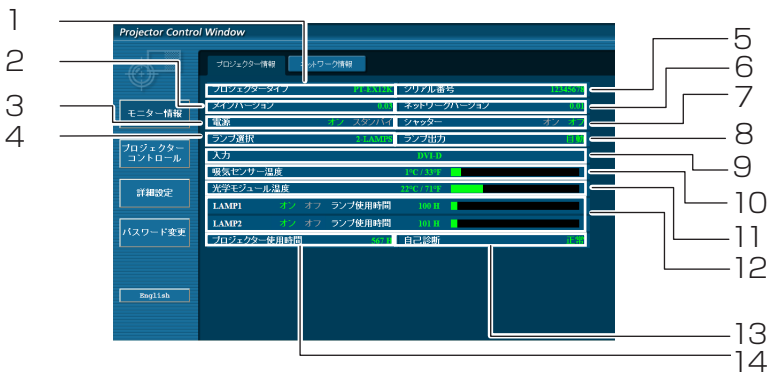 1
2
3
4
5
6
7
8
9
10
11
12
13
14
Projector Control Window
プロジェクター情報 ネットワーク情報
モニター情報
プロジェクター
コントロール
詳細設定
パスワード変更
English
プロジェクタータイプ PT-EX12K シリアル番号 12345678
メインバージョン 0.03 ネットワークバージョン 0.01
電源 オン スタンバイ シャッター オン オフ
ランプ選択 2-LAMPS ランプ出力 自動
入力 DVI-D
吸気センサー温度 1°C / 33°F
光学モジュール温度 22°C / 71°F
LAMP1 オン オフ ランプ使用時間 100 H
LAMP2 オン オフ ランプ使用時間 101 H
プロジェクター使用時間 567 H 自己診断 正常